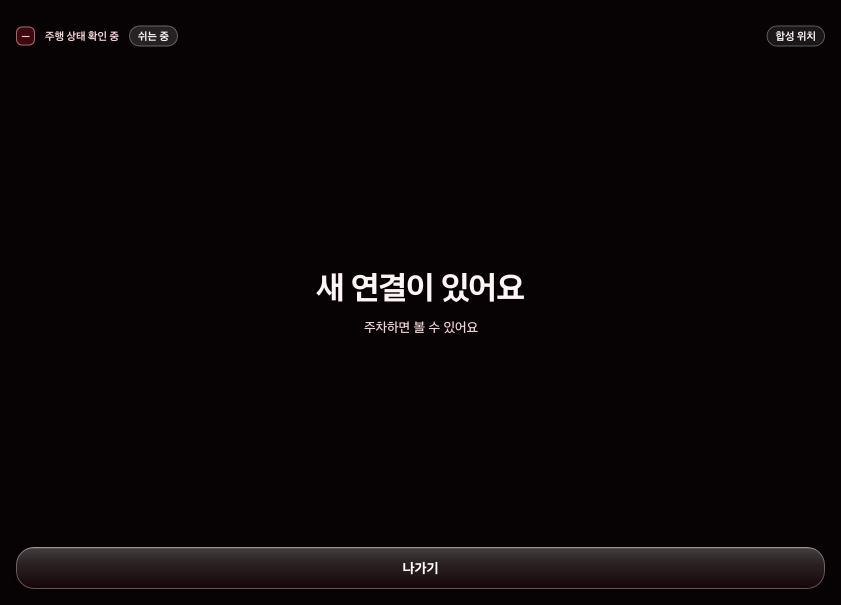 주행 상태 확인 중 쉬는 중 합성 위치
새 연결이 있어요
주차하면 볼 수 있어요
나가기